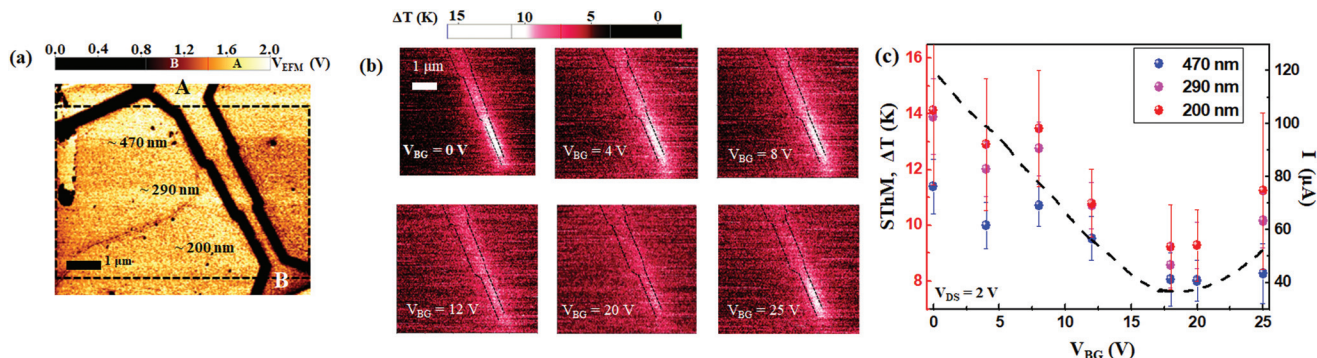 (a)
0.0 0.4 0.8 1.2 1.6 2.0
B A V_EFM (V)
A
~ 470 nm
~ 290 nm
~ 200 nm
1 μm
B
(b)
ΔT (K) 15 10 5 0
1 μm
V_BG = 0 V
V_BG = 4 V
V_BG = 8 V
V_BG = 12 V
V_BG = 20 V
V_BG = 25 V
(c)
470 nm
290 nm
200 nm
SThM, ΔT (K)
16
14
12
10
8
I (μA)
120
100
80
60
40
V_DS = 2 V
0 5 10 15 20 25
V_BG (V)